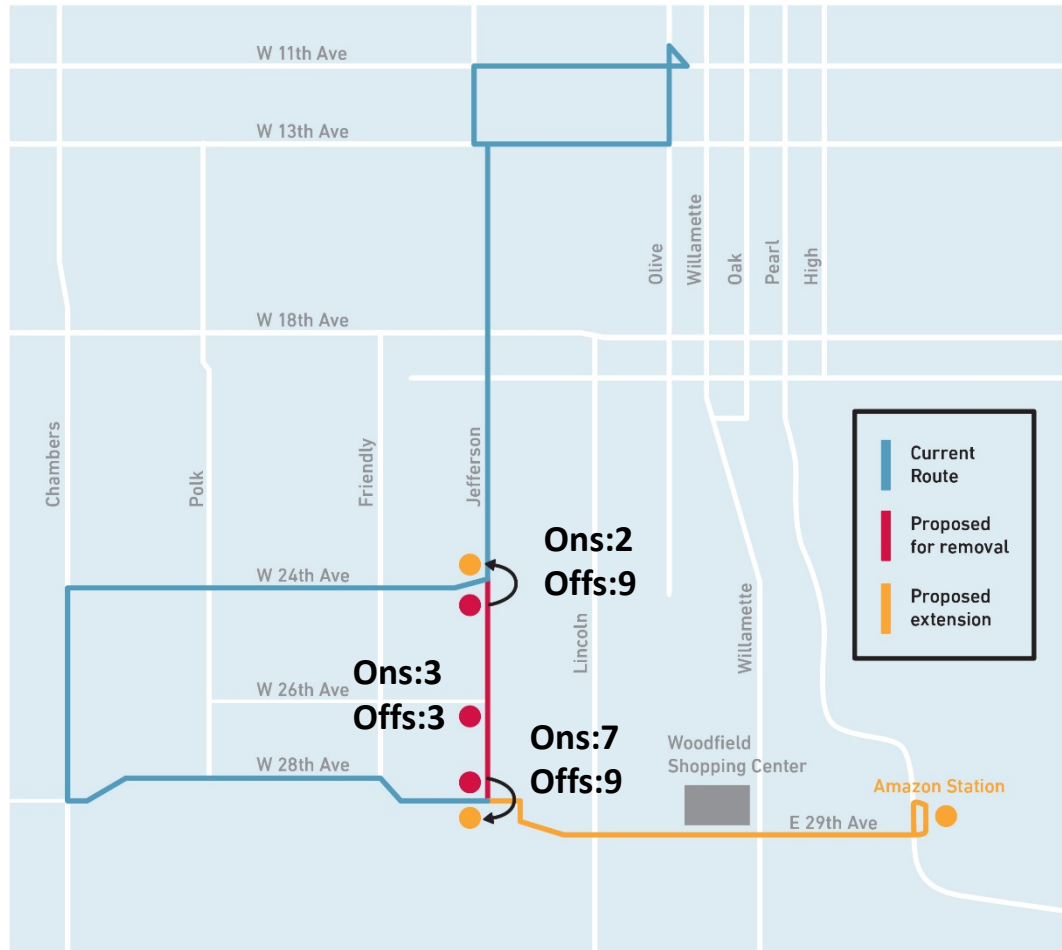 W 11th Ave
W 13th Ave
Olive
Willamette
Oak
Pearl
High
W 18th Ave
Chambers
Polk
Friendly
Jefferson
Current
Route
Proposed
for removal
Proposed
extension
Ons:2
Offs:9
W 24th Ave
Lincoln
Willamette
Ons:3
Offs:3
W 26th Ave
Ons:7
Offs:9
W 28th Ave
Woodfield
Shopping Center
Amazon Station
E 29th Ave